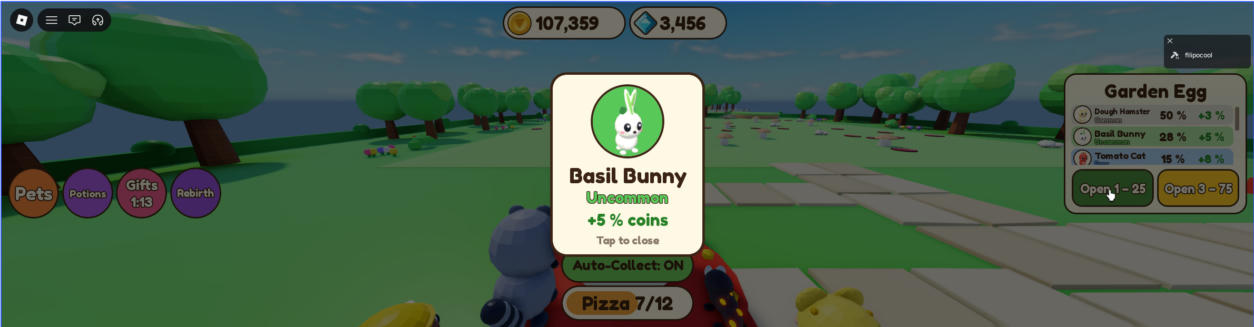 107,359
3,456
filipocool
Garden Egg
Dough Hamster
50 %
+3 %
Common
Basil Bunny
28 %
+5 %
Uncommon
Tomato Cat
15 %
+8 %
Open 1 – 25
Open 3 – 75
Pets
Potions
Gifts
1:13
Rebirth
Basil Bunny
Uncommon
+5 % coins
Tap to close
Auto-Collect: ON
Pizza 7/12